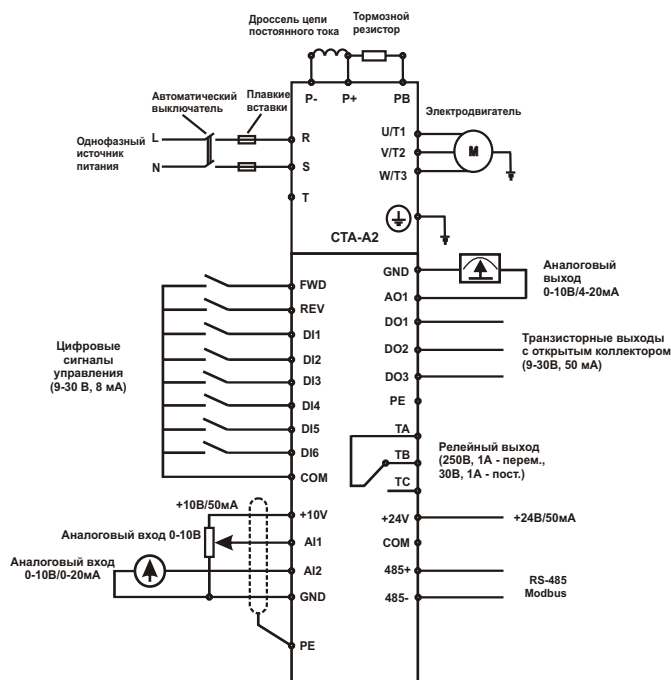 Дроссель цепи
постоянного тока
Тормозной
резистор
P-
P+
PB
Автоматический
выключатель
Плавкие
вставки
Электродвигатель
L
R
U/T1
Однофазный
источник
питания
V/T2
M
N
S
W/T3
T
CTA-A2
GND
Аналоговый
выход
0-10В/4-20мА
FWD
AO1
REV
DO1
DI1
Цифровые
сигналы
управления
(9-30 В, 8 мА)
DI2
DO2
Транзисторные выходы
с открытым коллектором
(9-30В, 50 мА)
DI3
DO3
DI4
PE
DI5
TA
DI6
TB
Релейный выход
(250В, 1А - перем.,
30В, 1А - пост.)
COM
TC
+10В/50мА
+10V
+24V
+24В/50мА
Аналоговый вход 0-10В
AI1
COM
Аналоговый вход
0-10В/0-20мА
AI2
485+
RS-485
Modbus
GND
485-
PE